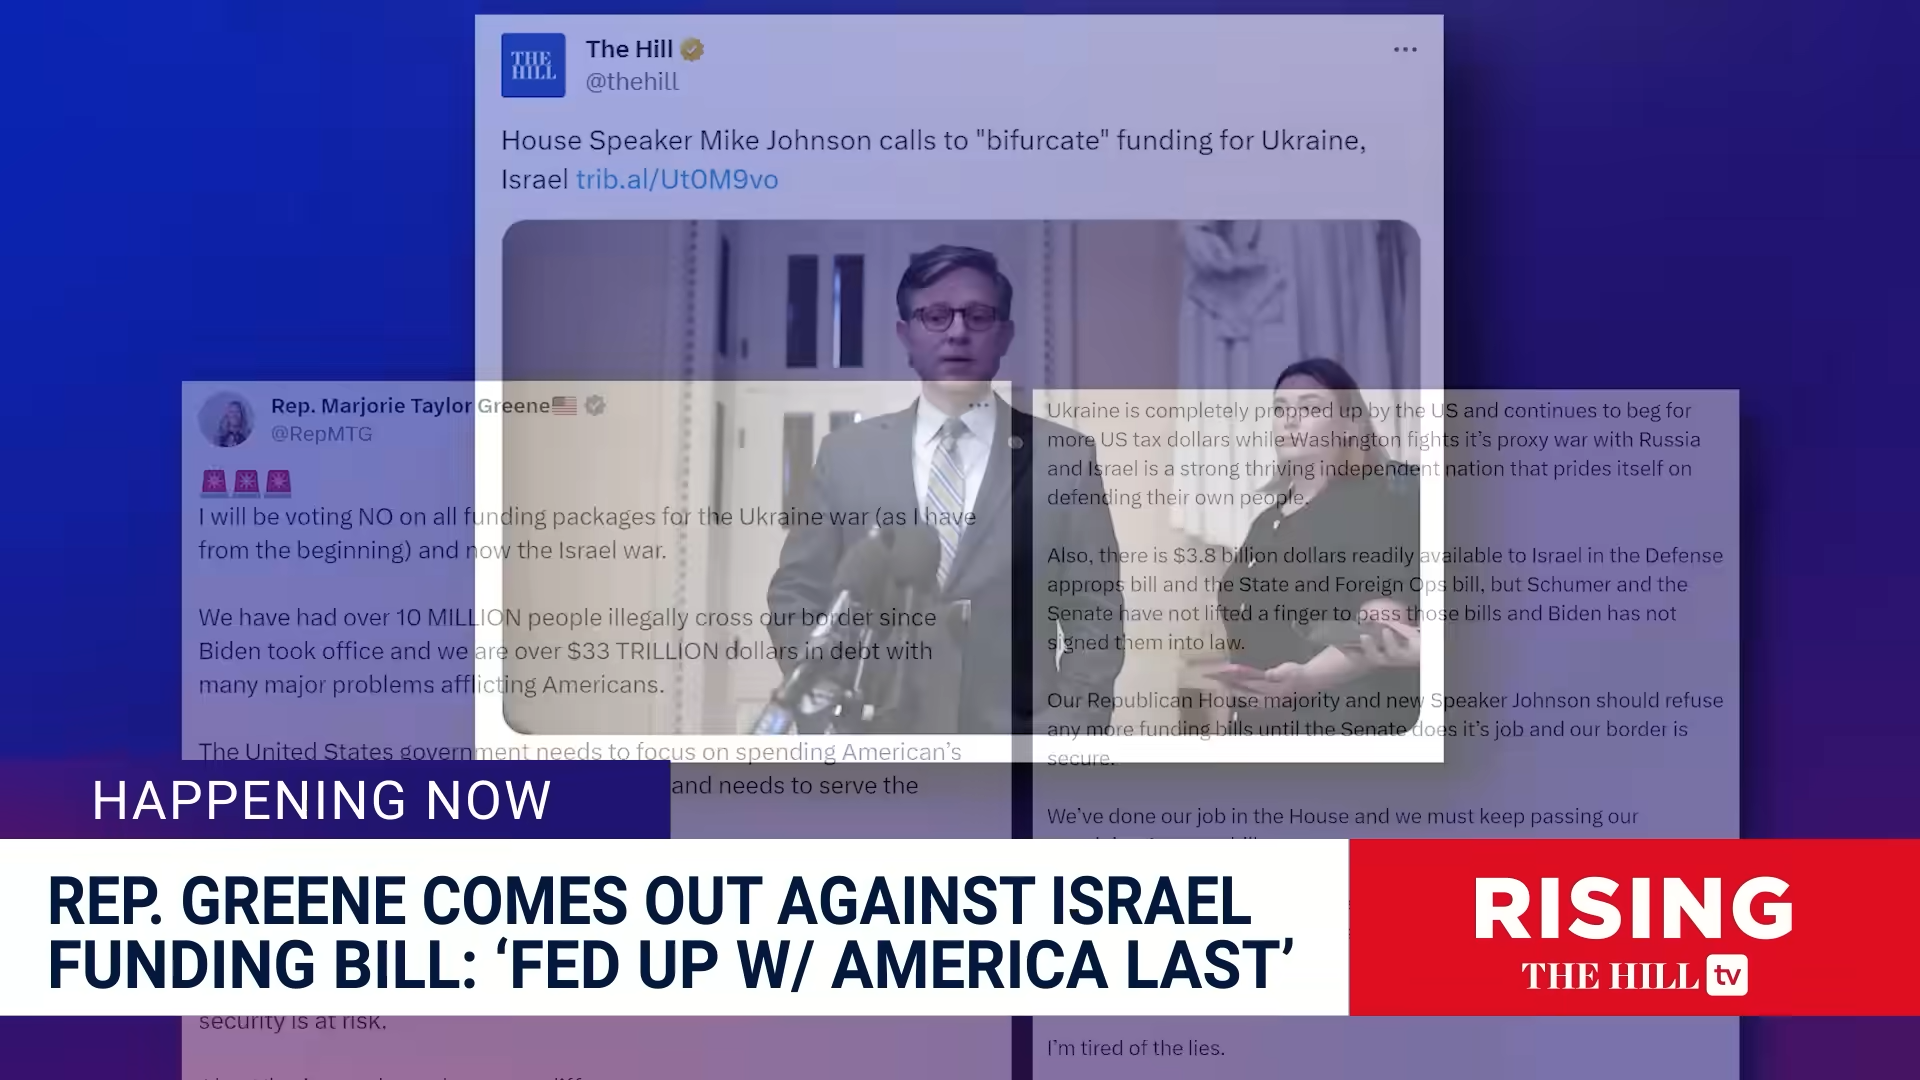 THE
HILL
The Hill
@thehill
House Speaker Mike Johnson calls to "bifurcate" funding for Ukraine,
Israel trib.al/Ut0M9vo
Rep. Marjorie Taylor Greene
@RepMTG
I will be voting NO on all funding packages for the Ukraine war (as I have
from the beginning) and now the Israel war.
We have had over 10 MILLION people illegally cross our border since
Biden took office and we are over $33 TRILLION dollars in debt with
many major problems afflicting Americans.
The United States government needs to focus on spending American’s
and needs to serve the
security is at risk.
Ukraine is completely propped up by the US and continues to beg for
more US tax dollars while Washington fights it’s proxy war with Russia
and Israel is a strong thriving independent nation that prides itself on
defending their own people.
Also, there is $3.8 billion dollars readily available to Israel in the Defense
approps bill and the State and Foreign Ops bill, but Schumer and the
Senate have not lifted a finger to pass those bills and Biden has not
signed them into law.
Our Republican House majority and new Speaker Johnson should refuse
any more funding bills until the Senate does it’s job and our border is
secure.
We’ve done our job in the House and we must keep passing our
I’m tired of the lies.
HAPPENING NOW
REP. GREENE COMES OUT AGAINST ISRAEL
FUNDING BILL: ‘FED UP W/ AMERICA LAST’
RISING
THE HILL tv